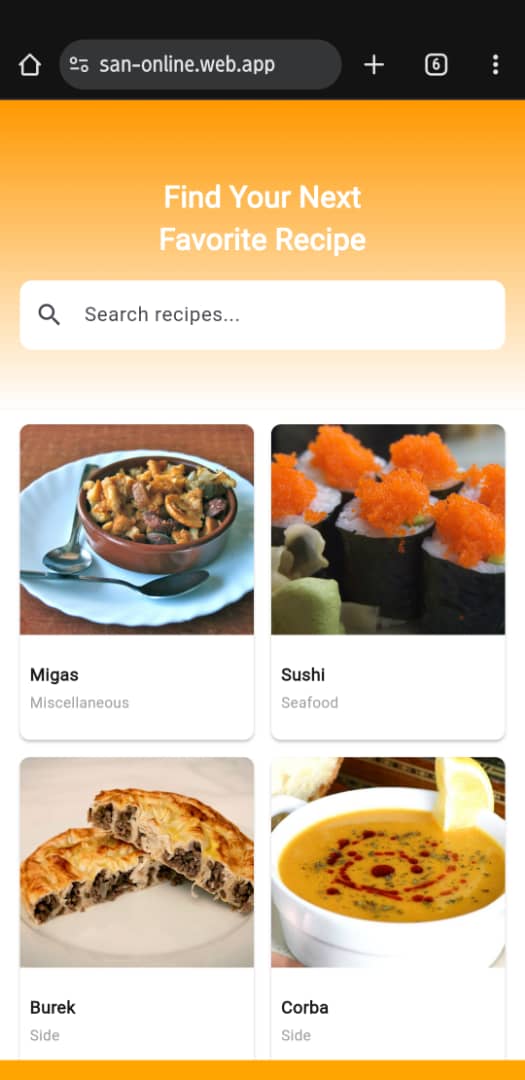 san-online.web.app
6
Find Your Next
Favorite Recipe
Search recipes...
Migas
Miscellaneous
Sushi
Seafood
Burek
Side
Corba
Side